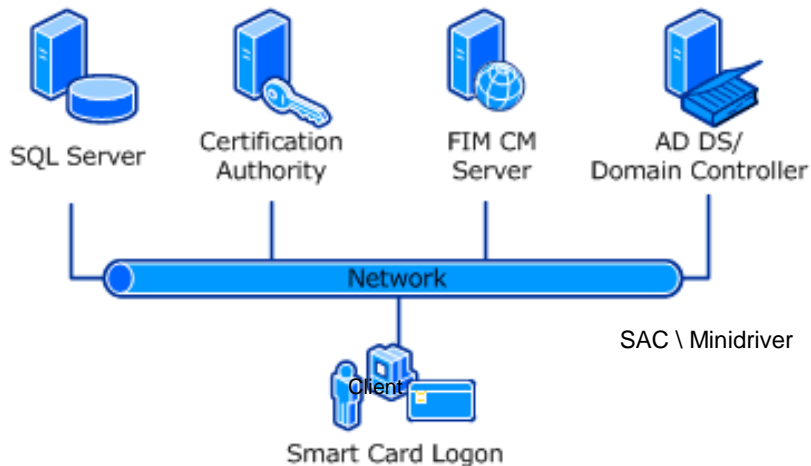 SQL Server
Certification
Authority
FIM CM
Server
AD DS/
Domain Controller
Network
SAC \ Minidriver
Client
Smart Card Logon